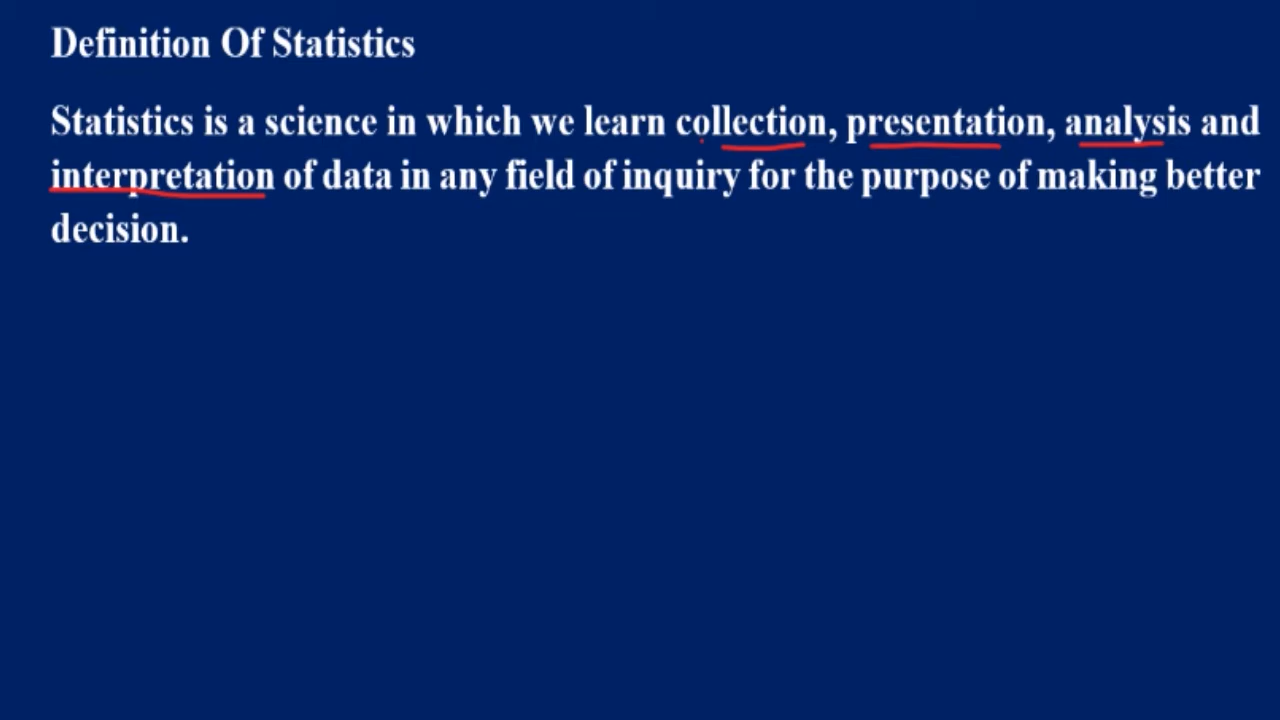 Definition Of Statistics
Statistics is a science in which we learn collection, presentation, analysis and
interpretation of data in any field of inquiry for the purpose of making better
decision.